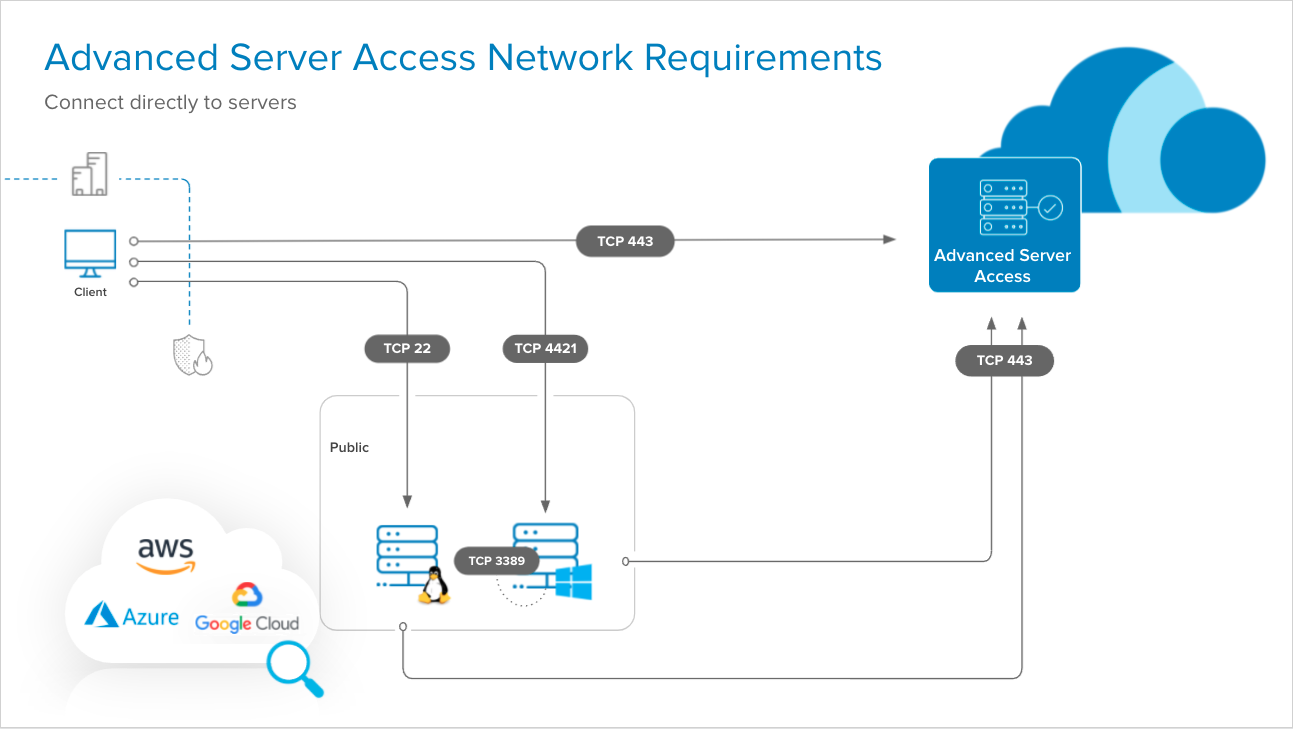 Advanced Server Access Network Requirements
Connect directly to servers
TCP 443
Client
Advanced Server
Access
TCP 22
TCP 4421
TCP 443
Public
aws
TCP 3389
Azure
Google Cloud